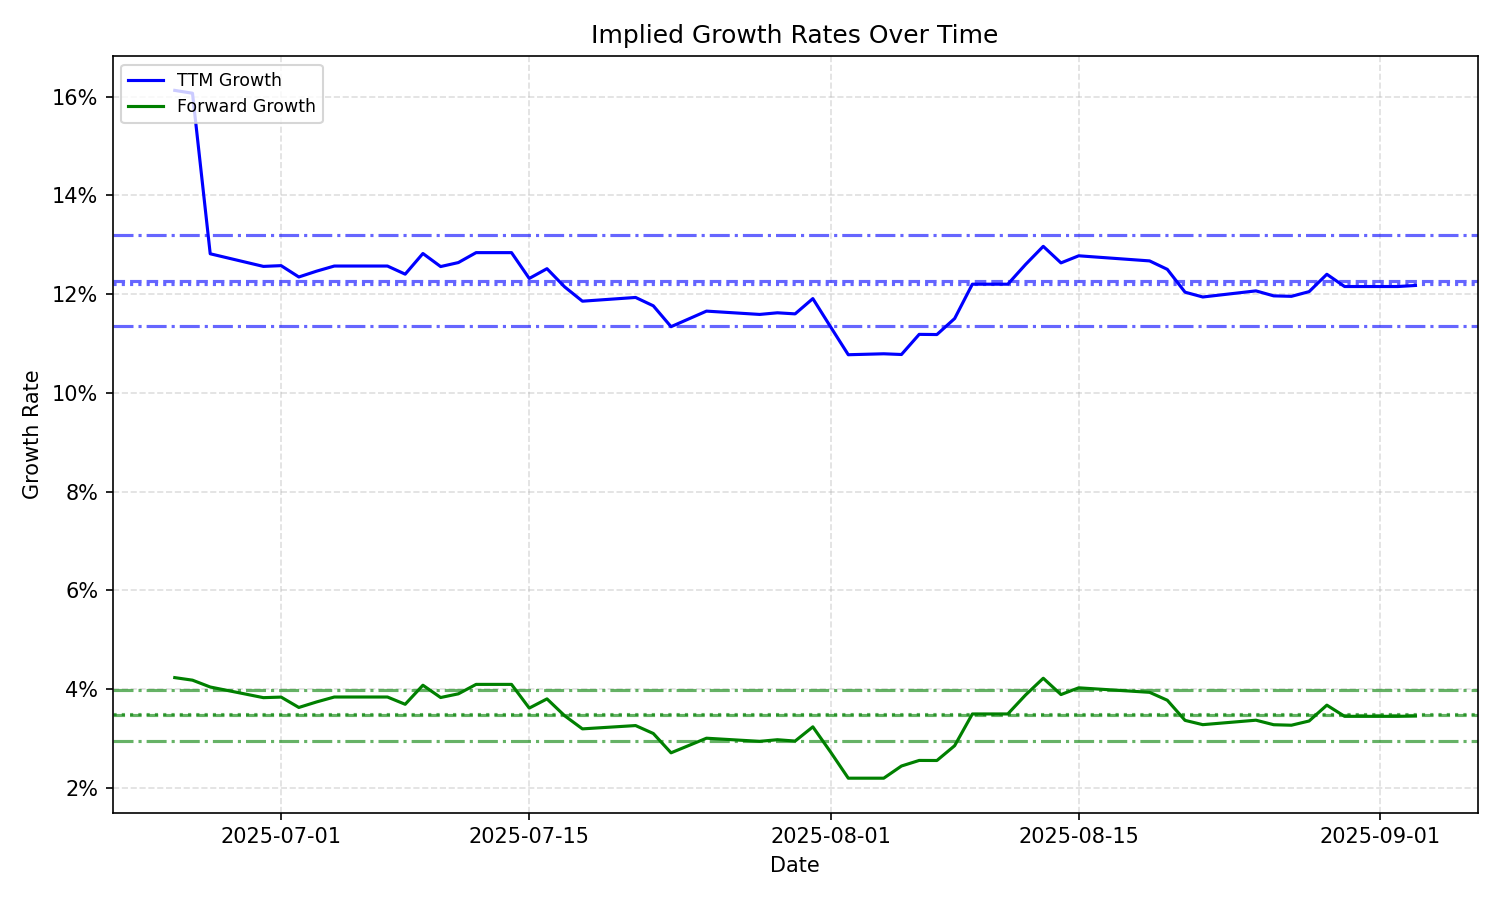 Implied Growth Rates Over Time
TTM Growth
Forward Growth
Growth Rate
16%
14%
12%
10%
8%
6%
4%
2%
2025-07-01
2025-07-15
2025-08-01
2025-08-15
2025-09-01
Date